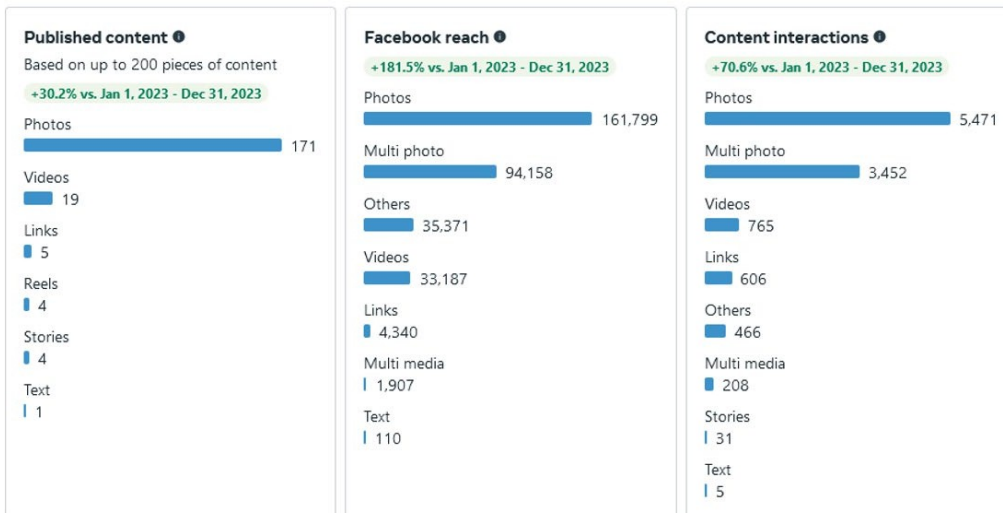 Published content
Based on up to 200 pieces of content
+30.2% vs. Jan 1, 2023 - Dec 31, 2023
Photos
171
Videos
19
Links
5
Reels
4
Stories
4
Text
1
Facebook reach
+181.5% vs. Jan 1, 2023 - Dec 31, 2023
Photos
161,799
Multi photo
94,158
Others
35,371
Videos
33,187
Links
4,340
Multi media
1,907
Text
110
Content interactions
+70.6% vs. Jan 1, 2023 - Dec 31, 2023
Photos
5,471
Multi photo
3,452
Videos
765
Links
606
Others
466
Multi media
208
Stories
31
Text
5